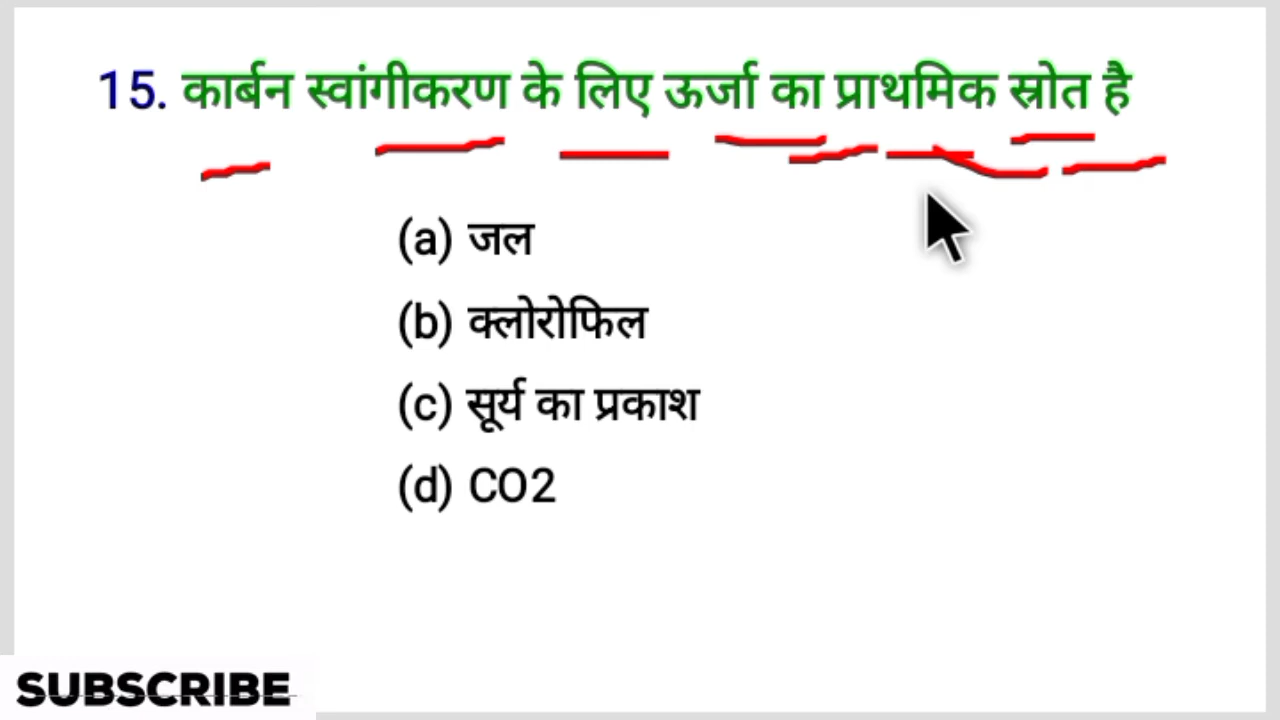 15. कार्बन स्वांगीकरण के लिए ऊर्जा का प्राथमिक स्रोत है
(a) जल
(b) क्लोरोफिल
(c) सूर्य का प्रकाश
(d) CO2
SUBSCRIBE